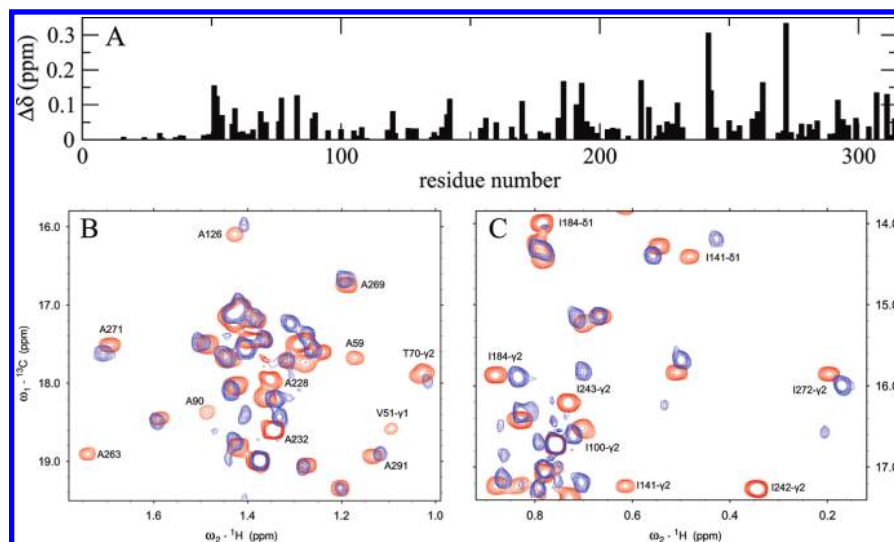 A
Δδ (ppm)
0.3
0.2
0.1
0
0 100 200 300
residue number
B
16.0
17.0
18.0
19.0
ω₁ - ¹³C (ppm)
A126
A269
A271
A59
T70-γ2
A228
A90
V51-γ1
A232
A263
A291
1.6 1.4 1.2 1.0
ω₂ - ¹H (ppm)
C
14.0
15.0
16.0
17.0
I184-δ1
I141-δ1
I184-γ2
I243-γ2
I272-γ2
I100-γ2
I141-γ2
I242-γ2
0.8 0.6 0.4 0.2
ω₂ - ¹H (ppm)